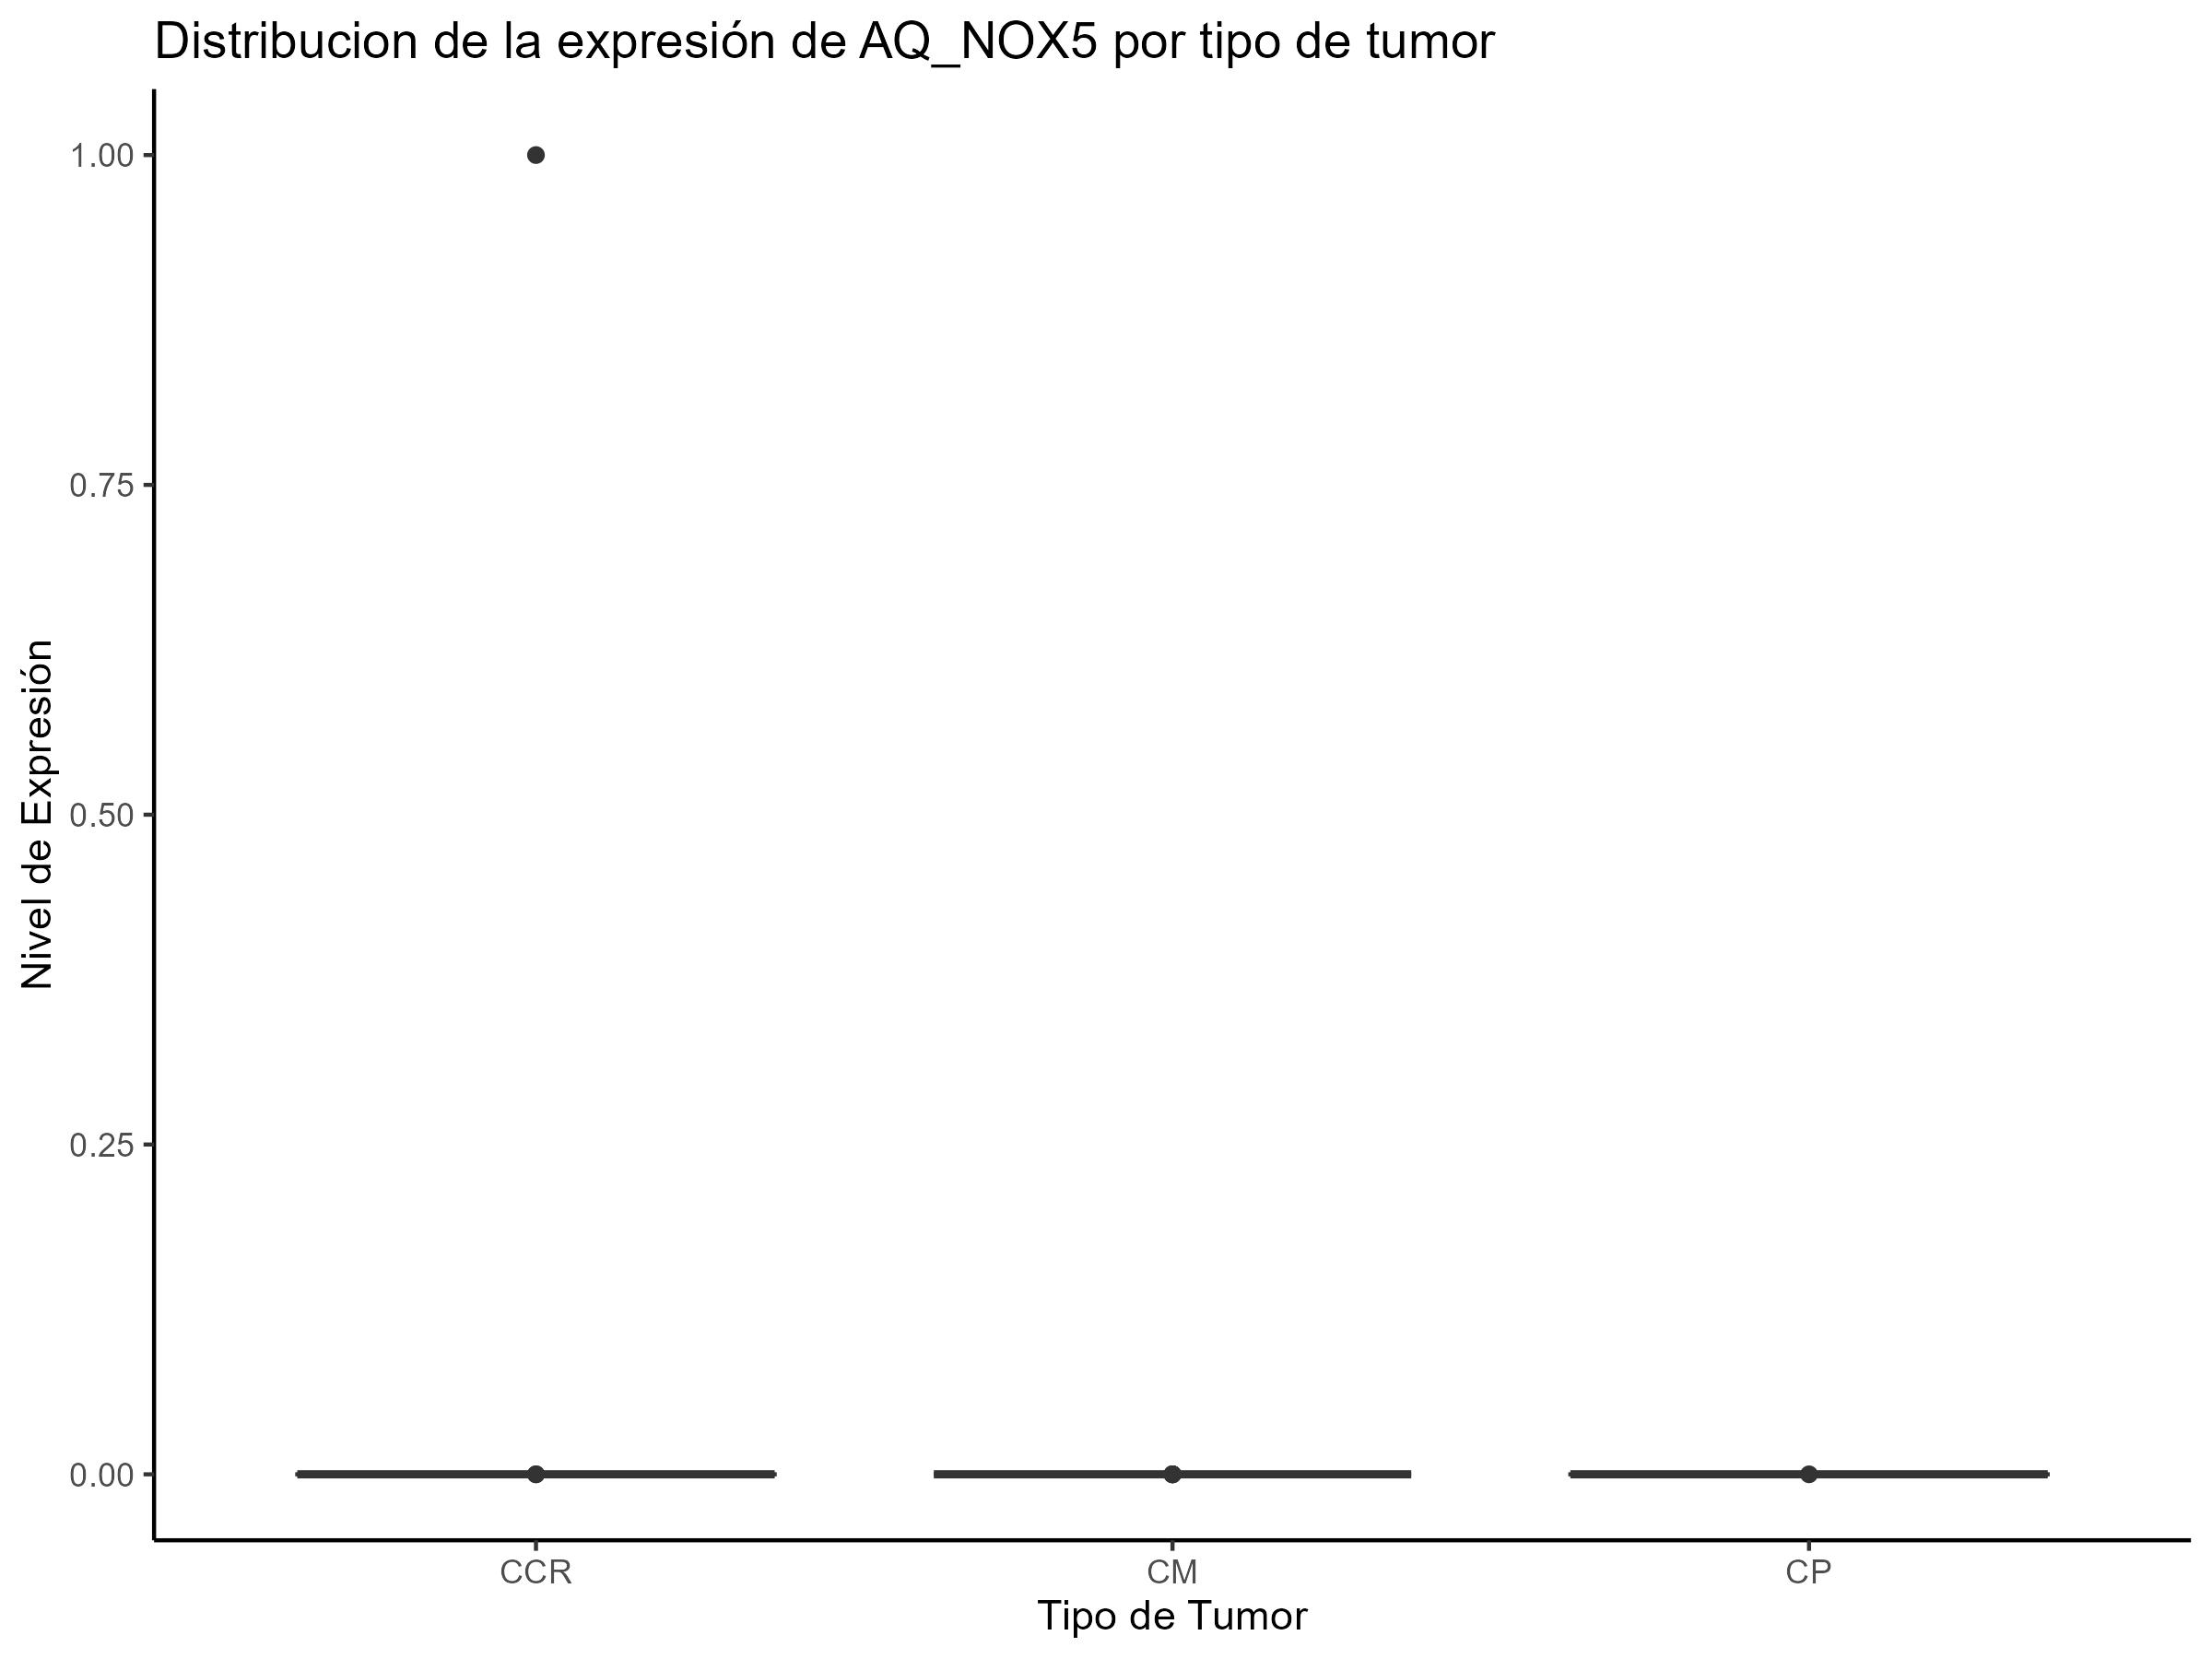 Distribucion de la expresión de AQ_NOX5 por tipo de tumor
Nivel de Expresión
1.00
0.75
0.50
0.25
0.00
CCR CM CP
Tipo de Tumor